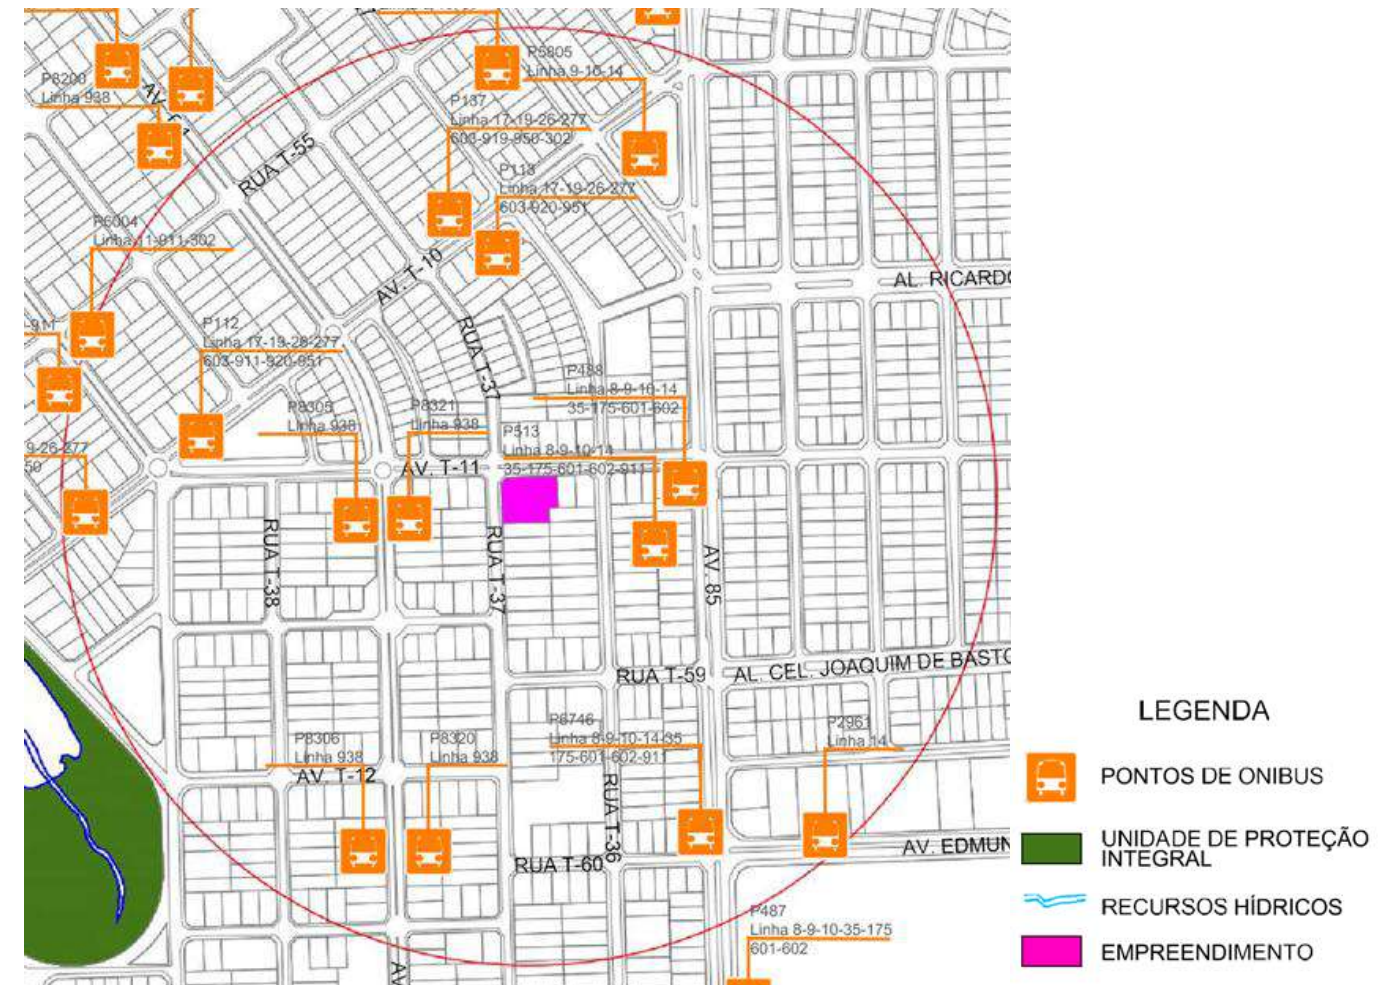 P5805
Linha 9-10-14
P8200
Linha 938
P137
Linha 17-19-26-277
603-919-950-302
RUA T-55
P113
Linha 17-19-26-277
603-920-951
P6004
Linha 11-911-302
AV. T-10
AL. RICARDO
P112
Linha 17-19-26-277
603-911-920-951
RUA T-37
P488
Linha 8-9-10-14
35-175-601-602
P8305
Linha 938
P8321
Linha 938
P513
Linha 8-9-10-14
35-175-601-602-911
9-26-277
50
AV. T-11
RUA T-38
RUA T-37
AV. 85
RUA T-59
AL. CEL. JOAQUIM DE BASTO
P8306
Linha 938
P8320
Linha 938
P6746
Linha 8-9-10-14-35
175-601-602-911
P2961
Linha 14
AV. T-12
RUA T-36
RUA T-60
AV. EDMUN
P487
Linha 8-9-10-35-175
601-602
AV
LEGENDA
PONTOS DE ONIBUS
UNIDADE DE PROTEÇÃO
INTEGRAL
RECURSOS HÍDRICOS
EMPREENDIMENTO